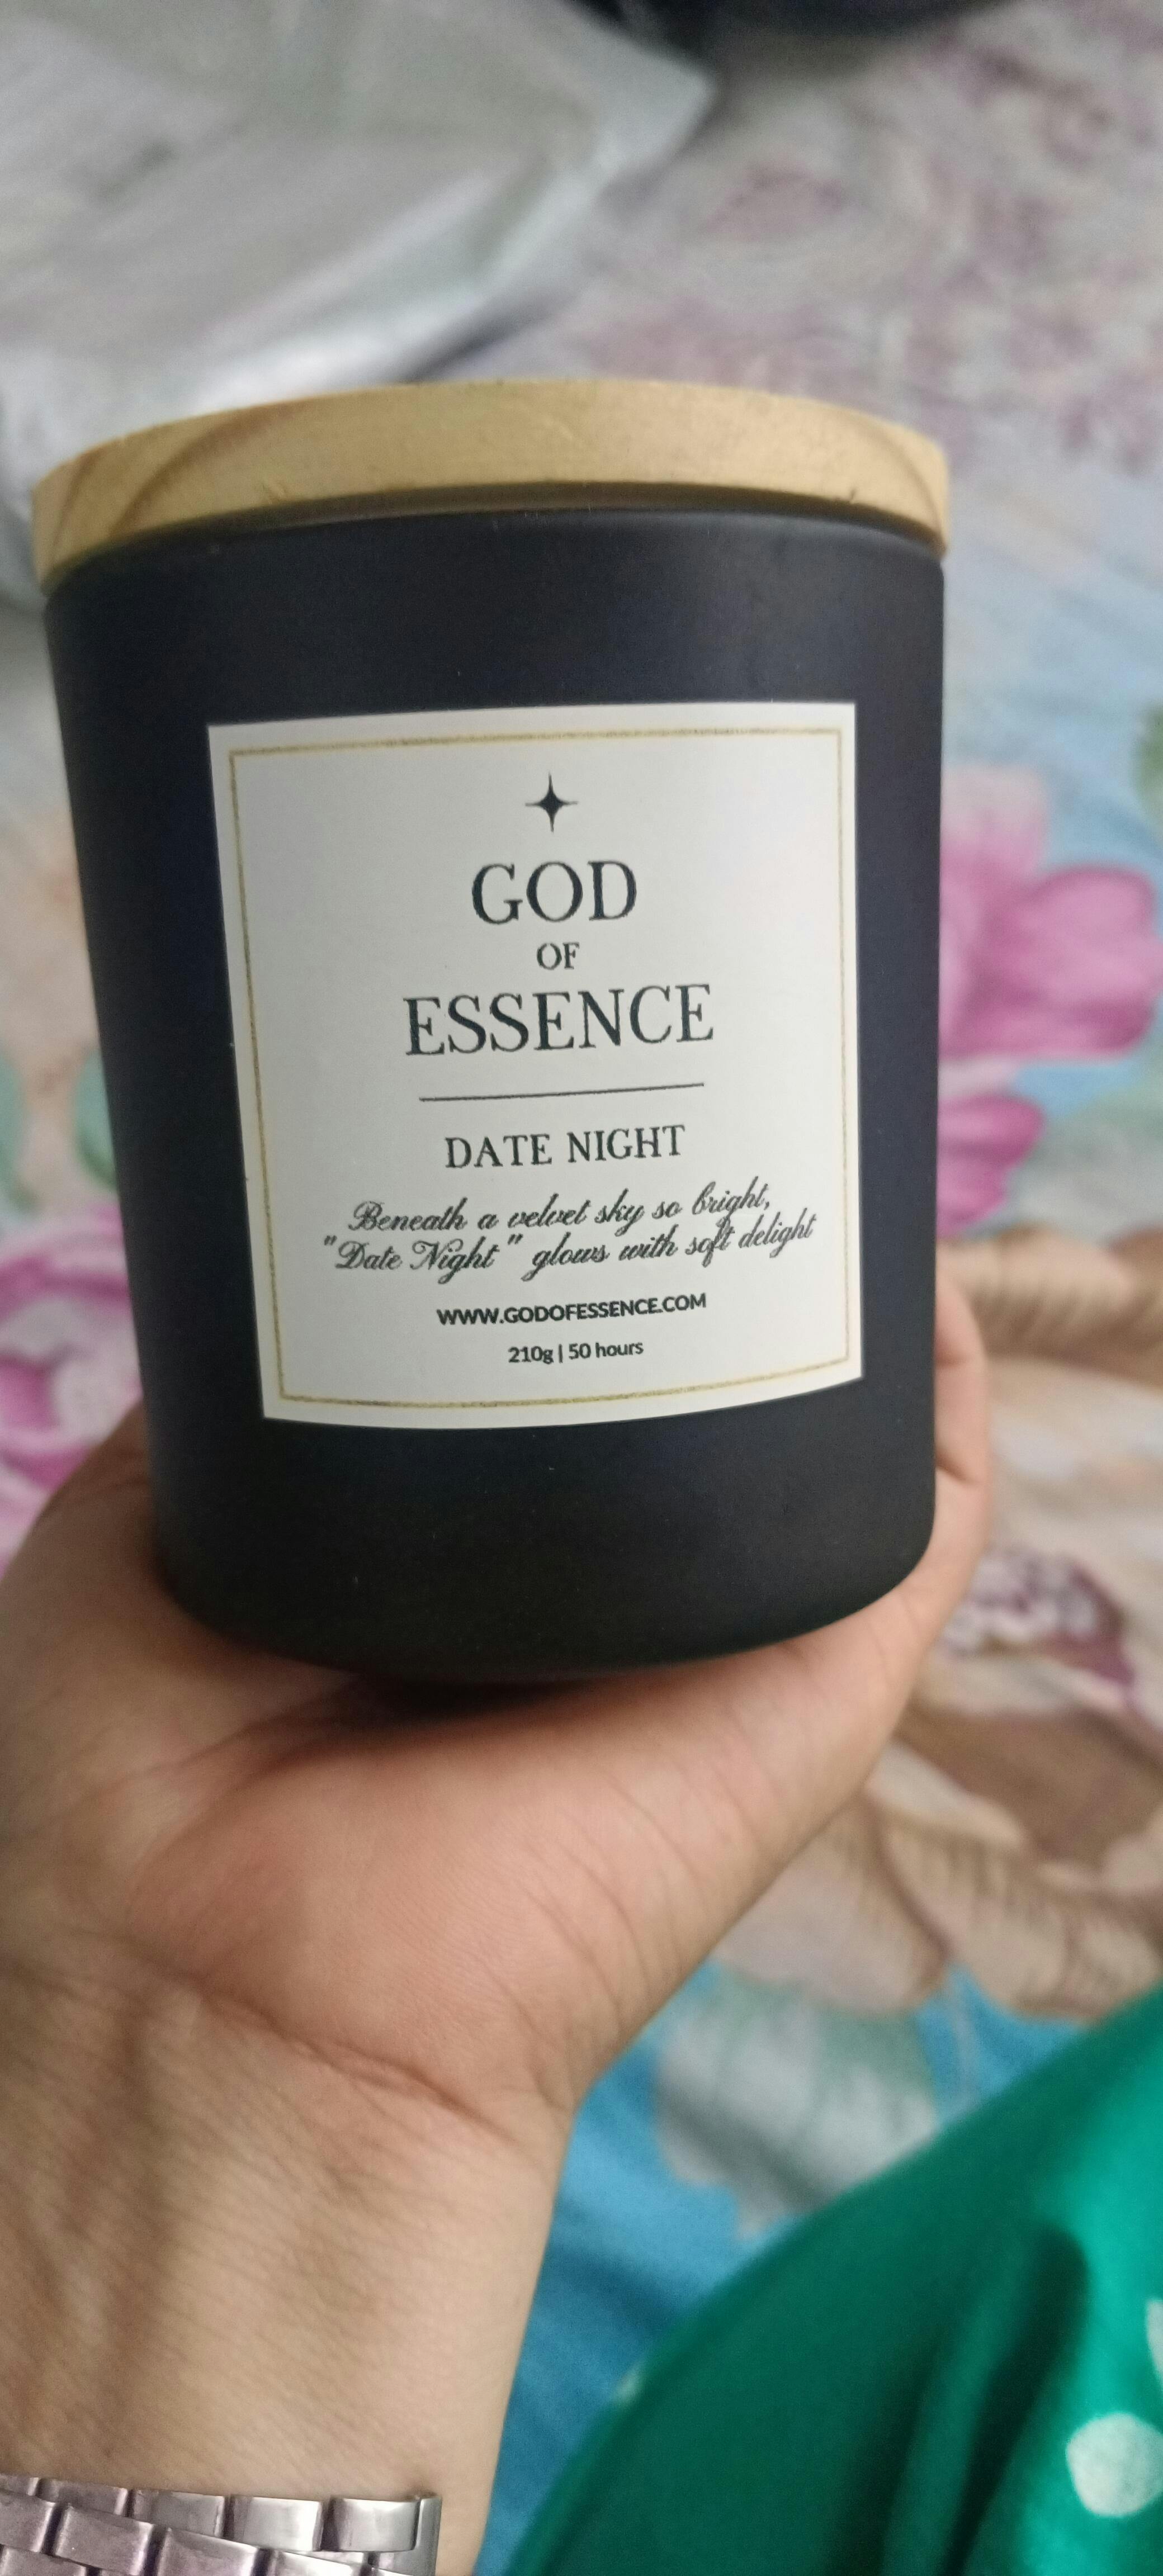 GOD
OF
ESSENCE
DATE NIGHT
Beneath a velvet sky so bright,
"Date Night" glows with soft delight
WWW.GODOFESSENCE.COM
210g | 50 hours